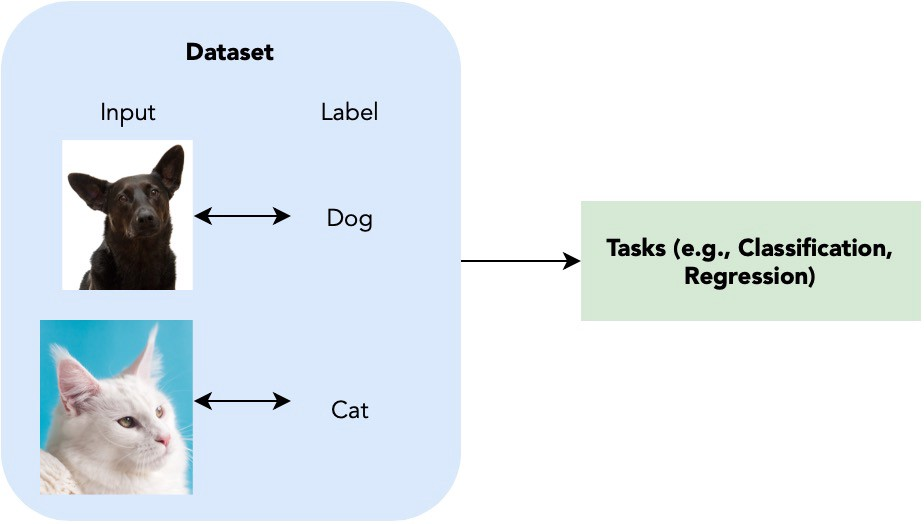 Dataset
Input
Label
Dog
Cat
Tasks (e.g., Classification,
Regression)